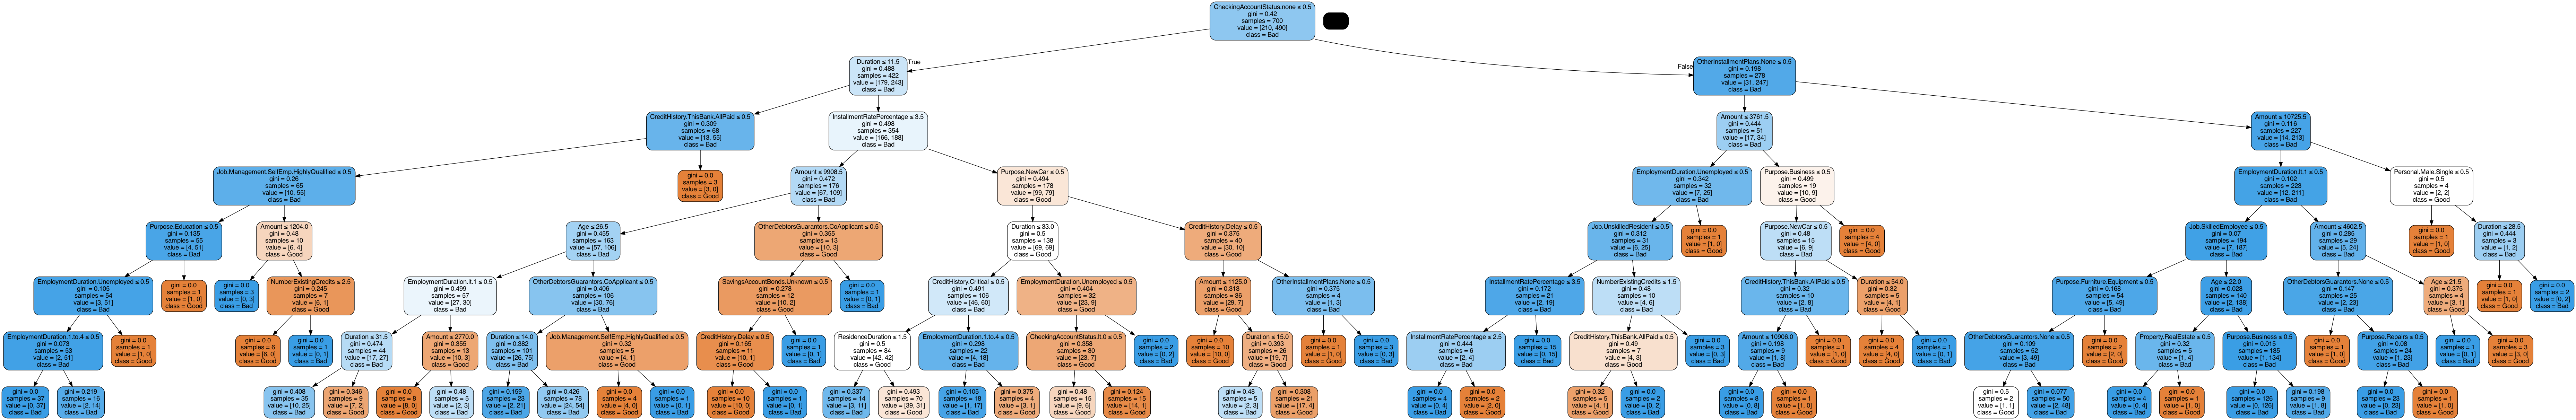 CheckingAccountStatus.none ≤ 0.5
gini = 0.42
samples = 700
value = [210, 490]
class = Bad
True
False
Duration ≤ 11.5
gini = 0.488
samples = 422
value = [179, 243]
class = Bad
OtherInstallmentPlans.None ≤ 0.5
gini = 0.198
samples = 278
value = [31, 247]
class = Bad
CreditHistory.ThisBank.AllPaid ≤ 0.5
gini = 0.309
samples = 68
value = [13, 55]
class = Bad
InstallmentRatePercentage ≤ 3.5
gini = 0.498
samples = 354
value = [166, 188]
class = Bad
Amount ≤ 3761.5
gini = 0.444
samples = 51
value = [17, 34]
class = Bad
Amount ≤ 10725.5
gini = 0.116
samples = 227
value = [14, 213]
class = Bad
Job.Management.SelfEmp.HighlyQualified ≤ 0.5
gini = 0.26
samples = 65
value = [10, 55]
class = Bad
gini = 0.0
samples = 3
value = [3, 0]
class = Good
Amount ≤ 9908.5
gini = 0.472
samples = 176
value = [67, 109]
class = Bad
Purpose.NewCar ≤ 0.5
gini = 0.494
samples = 178
value = [99, 79]
class = Good
EmploymentDuration.Unemployed ≤ 0.5
gini = 0.342
samples = 32
value = [7, 25]
class = Bad
Purpose.Business ≤ 0.5
gini = 0.499
samples = 19
value = [10, 9]
class = Good
EmploymentDuration.lt.1 ≤ 0.5
gini = 0.102
samples = 223
value = [12, 211]
class = Bad
Personal.Male.Single ≤ 0.5
gini = 0.5
samples = 4
value = [2, 2]
class = Good
Purpose.Education ≤ 0.5
gini = 0.135
samples = 55
value = [4, 51]
class = Bad
Amount ≤ 1204.0
gini = 0.48
samples = 10
value = [6, 4]
class = Good
Age ≤ 26.5
gini = 0.455
samples = 163
value = [57, 106]
class = Bad
OtherDebtorsGuarantors.CoApplicant ≤ 0.5
gini = 0.355
samples = 13
value = [10, 3]
class = Good
Duration ≤ 33.0
gini = 0.5
samples = 138
value = [69, 69]
class = Good
CreditHistory.Delay ≤ 0.5
gini = 0.375
samples = 40
value = [30, 10]
class = Good
Job.UnskilledResident ≤ 0.5
gini = 0.312
samples = 31
value = [6, 25]
class = Bad
gini = 0.0
samples = 1
value = [1, 0]
class = Good
Purpose.NewCar ≤ 0.5
gini = 0.48
samples = 15
value = [6, 9]
class = Bad
gini = 0.0
samples = 4
value = [4, 0]
class = Good
Job.SkilledEmployee ≤ 0.5
gini = 0.07
samples = 194
value = [7, 187]
class = Bad
Amount ≤ 4602.5
gini = 0.285
samples = 29
value = [5, 24]
class = Bad
gini = 0.0
samples = 1
value = [1, 0]
class = Good
Duration ≤ 28.5
gini = 0.444
samples = 3
value = [1, 2]
class = Bad
EmploymentDuration.Unemployed ≤ 0.5
gini = 0.105
samples = 54
value = [3, 51]
class = Bad
gini = 0.0
samples = 1
value = [1, 0]
class = Good
gini = 0.0
samples = 3
value = [0, 3]
class = Bad
NumberExistingCredits ≤ 2.5
gini = 0.245
samples = 7
value = [6, 1]
class = Good
EmploymentDuration.lt.1 ≤ 0.5
gini = 0.499
samples = 57
value = [27, 30]
class = Bad
OtherDebtorsGuarantors.CoApplicant ≤ 0.5
gini = 0.406
samples = 106
value = [30, 76]
class = Bad
SavingsAccountBonds.Unknown ≤ 0.5
gini = 0.278
samples = 12
value = [10, 2]
class = Good
gini = 0.0
samples = 1
value = [0, 1]
class = Bad
CreditHistory.Critical ≤ 0.5
gini = 0.491
samples = 106
value = [46, 60]
class = Bad
EmploymentDuration.Unemployed ≤ 0.5
gini = 0.404
samples = 32
value = [23, 9]
class = Good
Amount ≤ 1125.0
gini = 0.313
samples = 36
value = [29, 7]
class = Good
OtherInstallmentPlans.None ≤ 0.5
gini = 0.375
samples = 4
value = [1, 3]
class = Bad
InstallmentRatePercentage ≤ 3.5
gini = 0.172
samples = 21
value = [2, 19]
class = Bad
NumberExistingCredits ≤ 1.5
gini = 0.48
samples = 10
value = [4, 6]
class = Bad
CreditHistory.ThisBank.AllPaid ≤ 0.5
gini = 0.32
samples = 10
value = [2, 8]
class = Bad
Duration ≤ 54.0
gini = 0.32
samples = 5
value = [4, 1]
class = Good
Purpose.Furniture.Equipment ≤ 0.5
gini = 0.168
samples = 54
value = [5, 49]
class = Bad
Age ≤ 22.0
gini = 0.028
samples = 140
value = [2, 138]
class = Bad
OtherDebtorsGuarantors.None ≤ 0.5
gini = 0.147
samples = 25
value = [2, 23]
class = Bad
Age ≤ 21.5
gini = 0.375
samples = 4
value = [3, 1]
class = Good
gini = 0.0
samples = 1
value = [1, 0]
class = Good
gini = 0.0
samples = 2
value = [0, 2]
class = Bad
EmploymentDuration.1.to.4 ≤ 0.5
gini = 0.073
samples = 53
value = [2, 51]
class = Bad
gini = 0.0
samples = 1
value = [1, 0]
class = Good
gini = 0.0
samples = 6
value = [6, 0]
class = Good
gini = 0.0
samples = 1
value = [0, 1]
class = Bad
Duration ≤ 31.5
gini = 0.474
samples = 44
value = [17, 27]
class = Bad
Amount ≤ 2770.0
gini = 0.355
samples = 13
value = [10, 3]
class = Good
Duration ≤ 14.0
gini = 0.382
samples = 101
value = [26, 75]
class = Bad
Job.Management.SelfEmp.HighlyQualified ≤ 0.5
gini = 0.32
samples = 5
value = [4, 1]
class = Good
CreditHistory.Delay ≤ 0.5
gini = 0.165
samples = 11
value = [10, 1]
class = Good
gini = 0.0
samples = 1
value = [0, 1]
class = Bad
ResidenceDuration ≤ 1.5
gini = 0.5
samples = 84
value = [42, 42]
class = Good
EmploymentDuration.1.to.4 ≤ 0.5
gini = 0.298
samples = 22
value = [4, 18]
class = Bad
CheckingAccountStatus.lt.0 ≤ 0.5
gini = 0.358
samples = 30
value = [23, 7]
class = Good
gini = 0.0
samples = 2
value = [0, 2]
class = Bad
gini = 0.0
samples = 10
value = [10, 0]
class = Good
Duration ≤ 15.0
gini = 0.393
samples = 26
value = [19, 7]
class = Good
gini = 0.0
samples = 1
value = [1, 0]
class = Good
gini = 0.0
samples = 3
value = [0, 3]
class = Bad
InstallmentRatePercentage ≤ 2.5
gini = 0.444
samples = 6
value = [2, 4]
class = Bad
gini = 0.0
samples = 15
value = [0, 15]
class = Bad
CreditHistory.ThisBank.AllPaid ≤ 0.5
gini = 0.49
samples = 7
value = [4, 3]
class = Good
gini = 0.0
samples = 3
value = [0, 3]
class = Bad
Amount ≤ 10906.0
gini = 0.198
samples = 9
value = [1, 8]
class = Bad
gini = 0.0
samples = 1
value = [1, 0]
class = Good
gini = 0.0
samples = 4
value = [4, 0]
class = Good
gini = 0.0
samples = 1
value = [0, 1]
class = Bad
OtherDebtorsGuarantors.None ≤ 0.5
gini = 0.109
samples = 52
value = [3, 49]
class = Bad
gini = 0.0
samples = 2
value = [2, 0]
class = Good
Property.RealEstate ≤ 0.5
gini = 0.32
samples = 5
value = [1, 4]
class = Bad
Purpose.Business ≤ 0.5
gini = 0.015
samples = 135
value = [1, 134]
class = Bad
gini = 0.0
samples = 1
value = [1, 0]
class = Good
Purpose.Repairs ≤ 0.5
gini = 0.08
samples = 24
value = [1, 23]
class = Bad
gini = 0.0
samples = 1
value = [0, 1]
class = Bad
gini = 0.0
samples = 3
value = [3, 0]
class = Good
gini = 0.0
samples = 37
value = [0, 37]
class = Bad
gini = 0.219
samples = 16
value = [2, 14]
class = Bad
gini = 0.408
samples = 35
value = [10, 25]
class = Bad
gini = 0.346
samples = 9
value = [7, 2]
class = Good
gini = 0.0
samples = 8
value = [8, 0]
class = Good
gini = 0.48
samples = 5
value = [2, 3]
class = Bad
gini = 0.159
samples = 23
value = [2, 21]
class = Bad
gini = 0.426
samples = 78
value = [24, 54]
class = Bad
gini = 0.0
samples = 4
value = [4, 0]
class = Good
gini = 0.0
samples = 1
value = [0, 1]
class = Bad
gini = 0.0
samples = 10
value = [10, 0]
class = Good
gini = 0.0
samples = 1
value = [0, 1]
class = Bad
gini = 0.337
samples = 14
value = [3, 11]
class = Bad
gini = 0.493
samples = 70
value = [39, 31]
class = Good
gini = 0.105
samples = 18
value = [1, 17]
class = Bad
gini = 0.375
samples = 4
value = [3, 1]
class = Good
gini = 0.48
samples = 15
value = [9, 6]
class = Good
gini = 0.124
samples = 15
value = [14, 1]
class = Good
gini = 0.48
samples = 5
value = [2, 3]
class = Bad
gini = 0.308
samples = 21
value = [17, 4]
class = Good
gini = 0.0
samples = 4
value = [0, 4]
class = Bad
gini = 0.0
samples = 2
value = [2, 0]
class = Good
gini = 0.32
samples = 5
value = [4, 1]
class = Good
gini = 0.0
samples = 2
value = [0, 2]
class = Bad
gini = 0.0
samples = 8
value = [0, 8]
class = Bad
gini = 0.0
samples = 1
value = [1, 0]
class = Good
gini = 0.5
samples = 2
value = [1, 1]
class = Good
gini = 0.077
samples = 50
value = [2, 48]
class = Bad
gini = 0.0
samples = 4
value = [0, 4]
class = Bad
gini = 0.0
samples = 1
value = [1, 0]
class = Good
gini = 0.0
samples = 126
value = [0, 126]
class = Bad
gini = 0.198
samples = 9
value = [1, 8]
class = Bad
gini = 0.0
samples = 23
value = [0, 23]
class = Bad
gini = 0.0
samples = 1
value = [1, 0]
class = Good